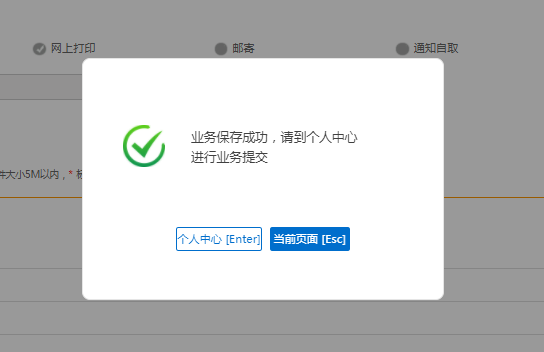 网上打印 邮寄 通知自取
业务保存成功，请到个人中心
进行业务提交
件大小5M以内，*
个人中心 [Enter] 当前页面 [Esc]